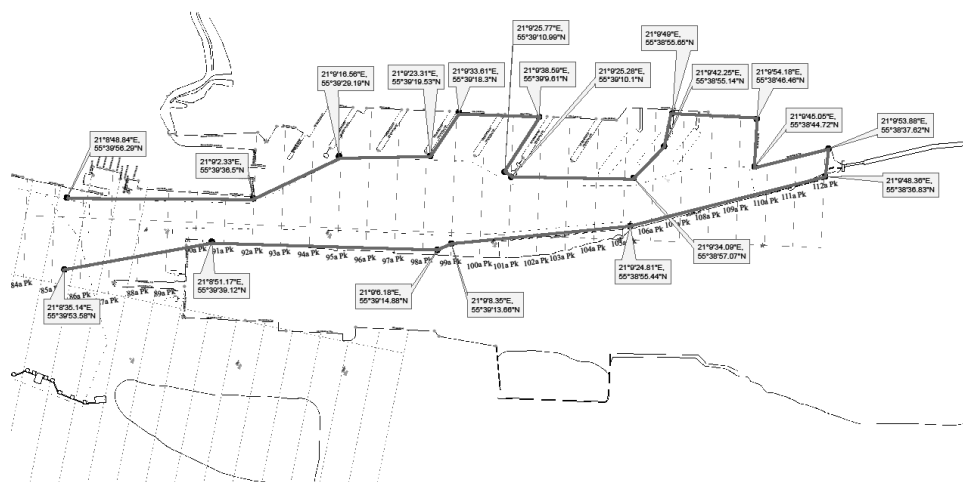 21°9'25.77"E,
55°39'10.99"N
21°9'49"E,
55°38'55.65"N
21°9'16.56"E,
55°39'29.19"N
21°9'23.31"E,
55°39'19.53"N
21°9'33.61"E,
55°39'18.3"N
21°9'38.59"E,
55°39'9.61"N
21°9'25.28"E,
55°39'10.1"N
21°9'42.25"E,
55°38'55.14"N
21°9'54.18"E,
55°38'46.46"N
21°8'48.84"E,
55°39'56.29"N
21°9'2.33"E,
55°39'36.5"N
21°9'45.05"E,
55°38'44.72"N
21°9'53.88"E,
55°38'37.62"N
21°9'48.36"E,
55°38'36.83"N
112a Pk
111a Pk
110a Pk
109a Pk
108a Pk
106a Pk
104a Pk
103a Pk
102a Pk
101a Pk
100a Pk
99a Pk
98a Pk
97a Pk
96a Pk
95a Pk
94a Pk
93a Pk
92a Pk
91a Pk
89a Pk
88a Pk
86a Pk
84a Pk
21°9'34.09"E,
55°38'57.07"N
21°9'24.81"E,
55°38'55.44"N
21°8'51.17"E,
55°39'39.12"N
21°9'6.18"E,
55°39'14.88"N
21°9'8.35"E,
55°39'13.66"N
21°8'35.14"E,
55°39'53.58"N